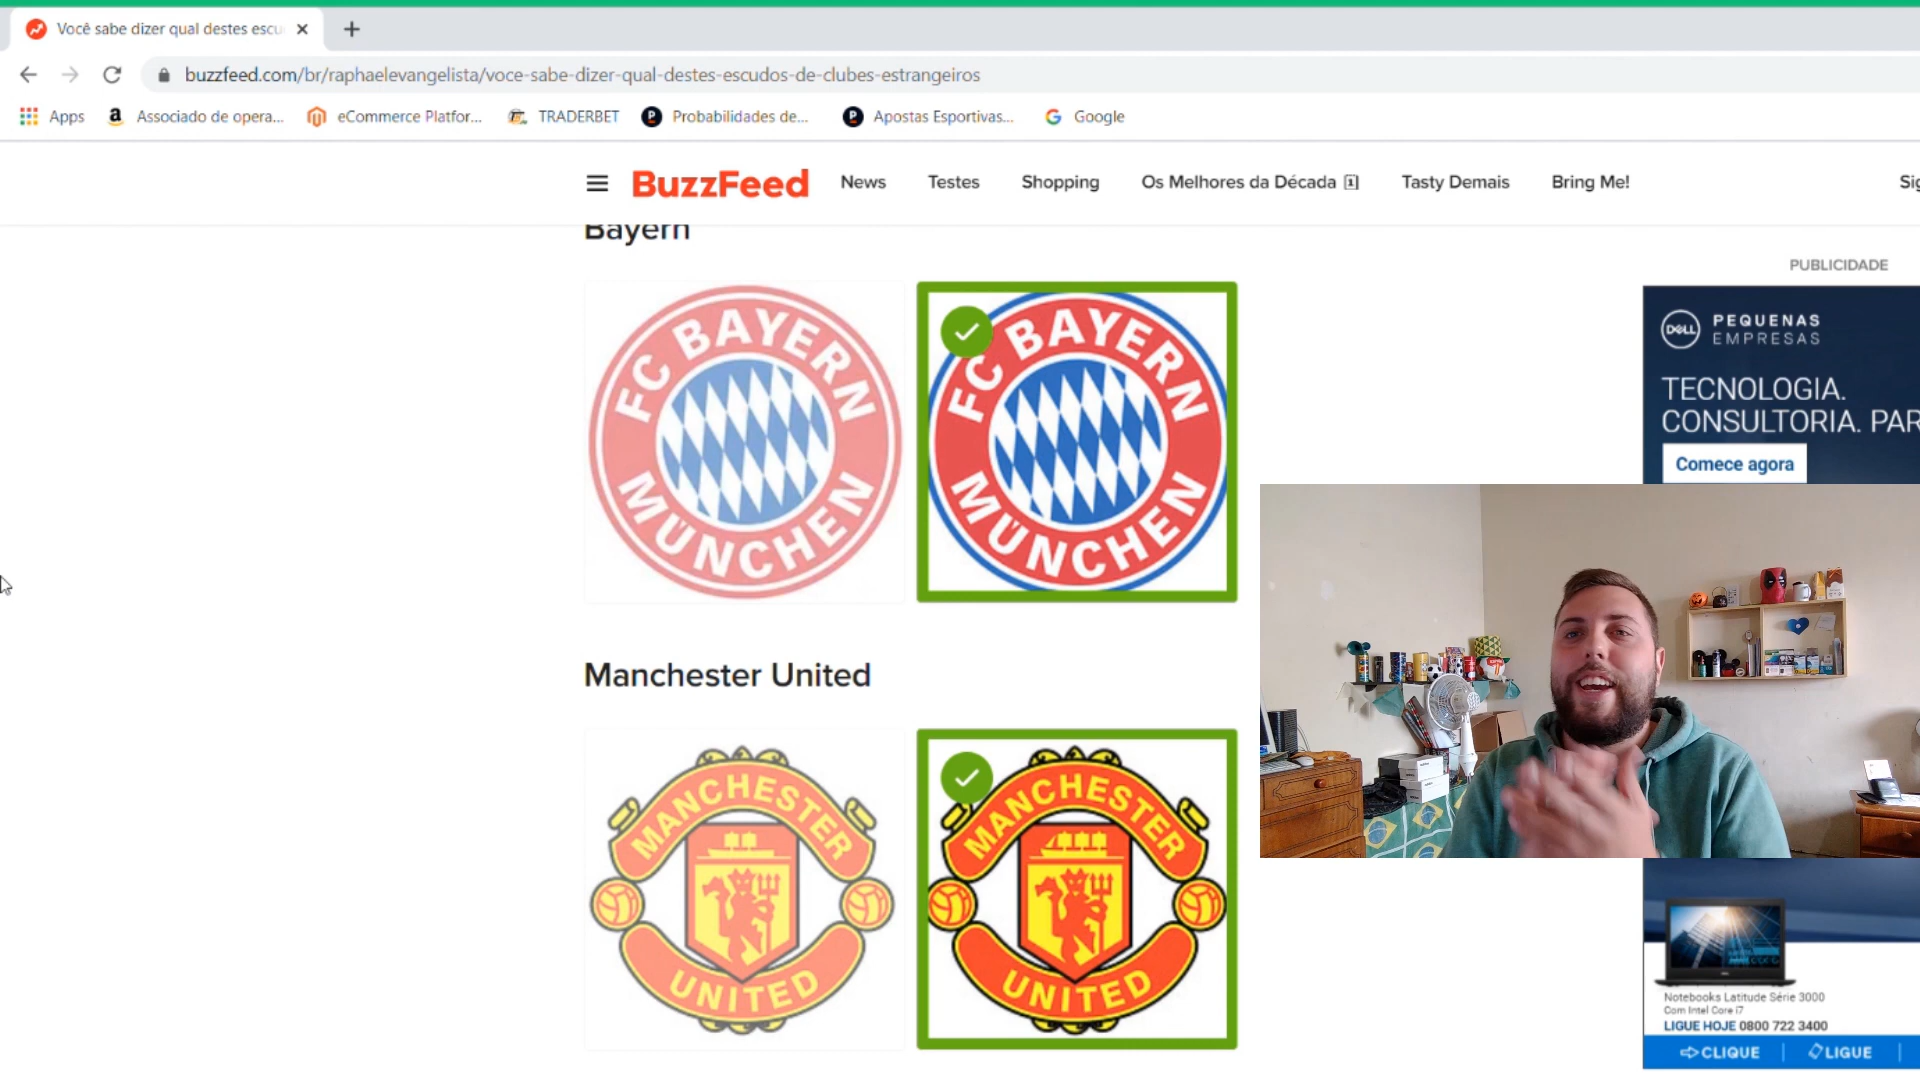 Você sabe dizer qual destes escu
buzzfeed.com/br/raphaelevangelista/voce-sabe-dizer-qual-destes-escudos-de-clubes-estrangeiros
Apps
Associado de opera...
eCommerce Platfor...
TRADERBET
Probabilidades de...
Apostas Esportivas...
Google
BuzzFeed
News
Testes
Shopping
Os Melhores da Década
Tasty Demais
Bring Me!
Sig
Bayern
FC BAYERN
MÜNCHEN
FC BAYERN
MÜNCHEN
Manchester United
MANCHESTER
UNITED
MANCHESTER
UNITED
PUBLICIDADE
DELL
PEQUENAS
EMPRESAS
TECNOLOGIA.
CONSULTORIA. PAR
Comece agora
Notebooks Latitude Série 3000
Com Intel Core i7
LIGUE HOJE 0800 722 3400
CLIQUE
LIGUE